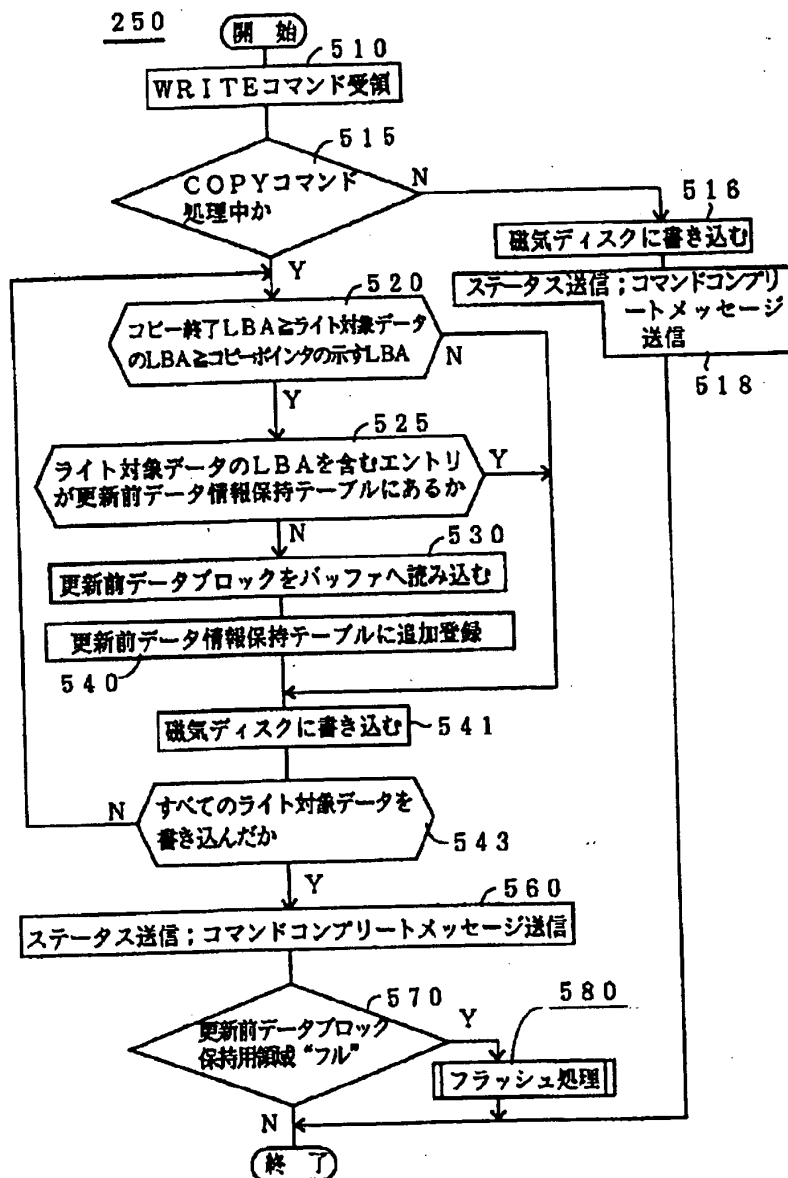 250
開 始
510
WRITEコマンド受領
515
COPYコマンド
処理中か
N
Y
516
磁気ディスクに書き込む
ステータス送信;コマンドコンプリ
ートメッセージ
送信
518
520
コピー終了LBA≧ライト対象データ
のLBA≧コピーポインタの示すLBA
N
Y
525
ライト対象データのLBAを含むエントリ
が更新前データ情報保持テーブルにあるか
Y
N
530
更新前データブロックをバッファへ読み込む
更新前データ情報保持テーブルに追加登録
540
磁気ディスクに書き込む
541
N
すべてのライト対象データを
書き込んだか
543
Y
560
ステータス送信;コマンドコンプリートメッセージ送信
570
更新前データブロック
保持用領域“フル”
Y
580
フラッシュ処理
N
終 了